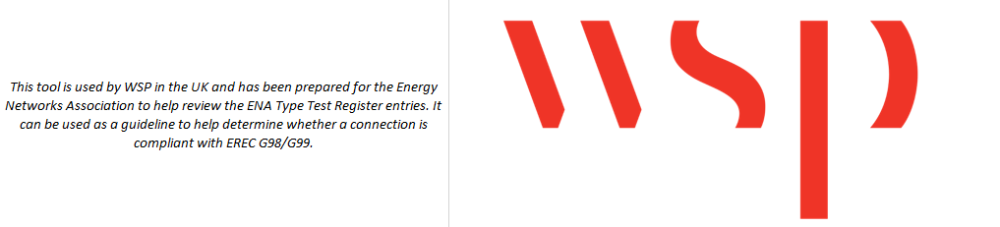 This tool is used by WSP in the UK and has been prepared for the Energy
Networks Association to help review the ENA Type Test Register entries. It
can be used as a guideline to help determine whether a connection is
compliant with EREC G98/G99.
wsp